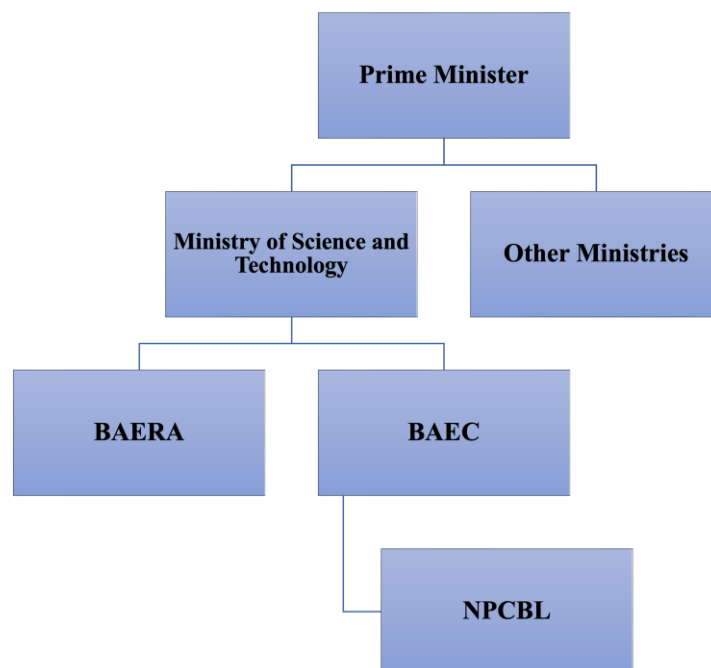 Prime Minister
Ministry of Science and
Technology
Other Ministries
BAERA
BAEC
NPCBL